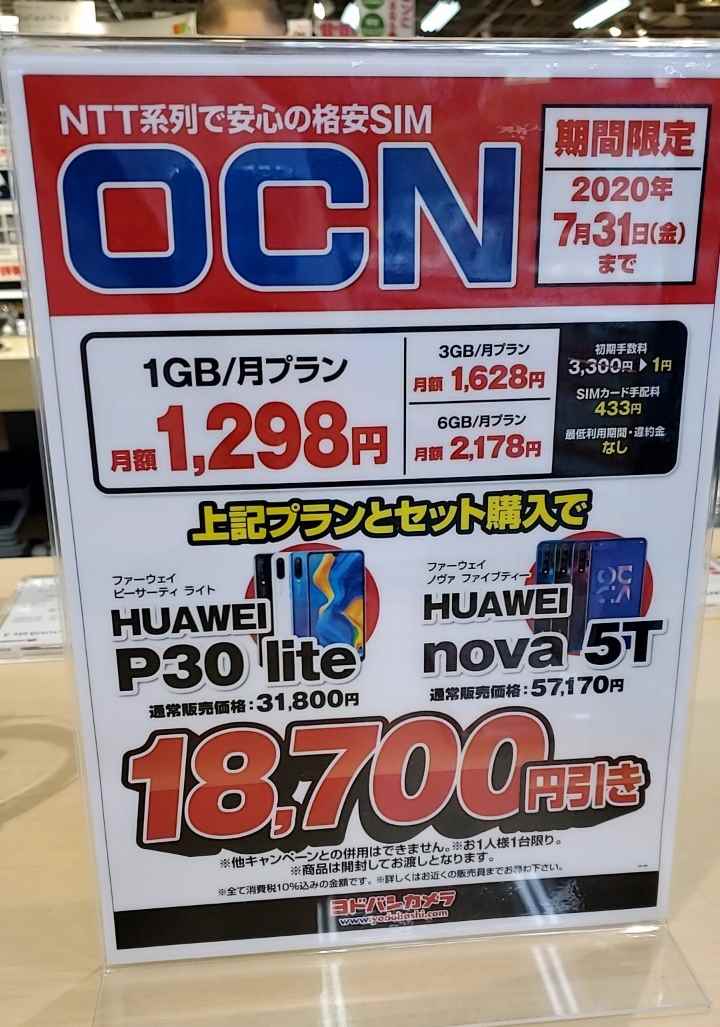 NTT系列で安心の格安SIM
OCN
期間限定
2020年
7月31日(金)
まで
1GB/月プラン
月額1,298円
3GB/月プラン
月額1,628円
6GB/月プラン
月額2,178円
初期手数料
3,300円▶1円
SIMカード手配料
433円
最低利用期間・違約金
なし
上記プランとセット購入で
ファーウェイ
ピーサーティ ライト
HUAWEI
P30 lite
通常販売価格:31,800円
ファーウェイ
ノヴァ ファイブティー
HUAWEI
nova 5T
通常販売価格:57,170円
18,700円引き
※他キャンペーンとの併用はできません。※お1人様1台限り。
※商品は開封してお渡しとなります。
※全て消費税10%込みの金額です。※詳しくはお近くの販売員までお尋ね下さい。
ヨドバシカメラ
www.yodobashi.com